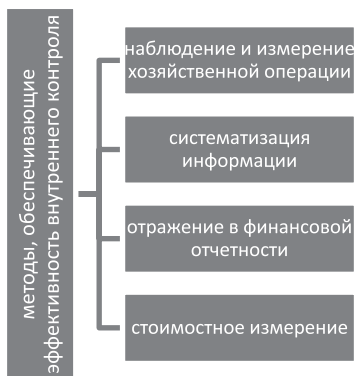 методы, обеспечивающие
эффективность внутреннего контроля
наблюдение и измерение
хозяйственной операции
систематизация
информации
отражение в финансовой
отчетности
стоимостное измерение